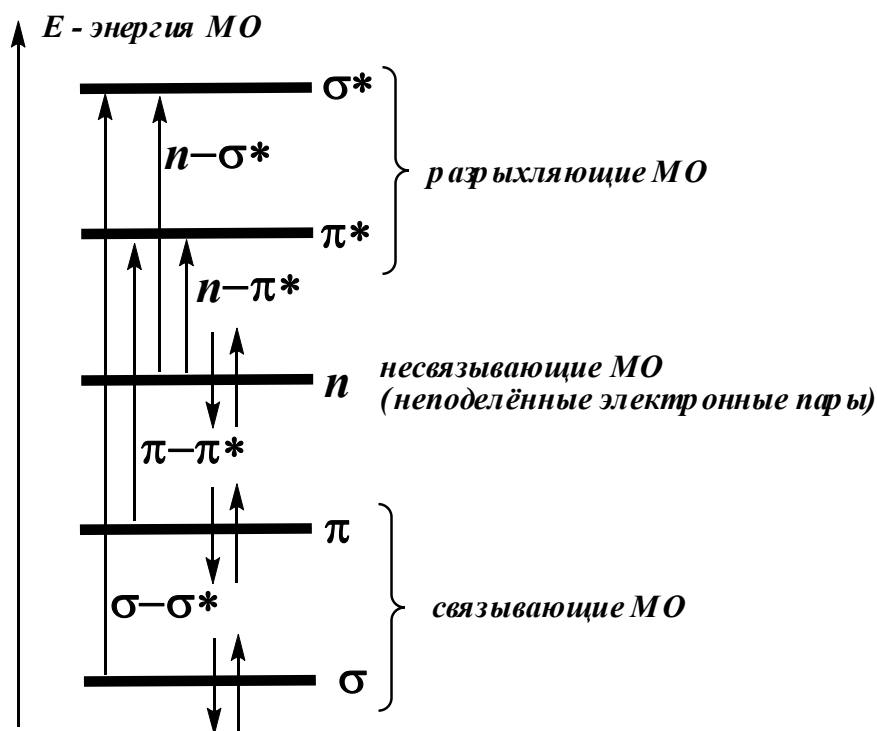 E - энергия МО
σ*
n–σ*
разрыхляющие МО
π*
n–π*
несвязывающие МО
n
(неподелённые электронные пары)
π–π*
π
σ–σ*
связывающие МО
σ